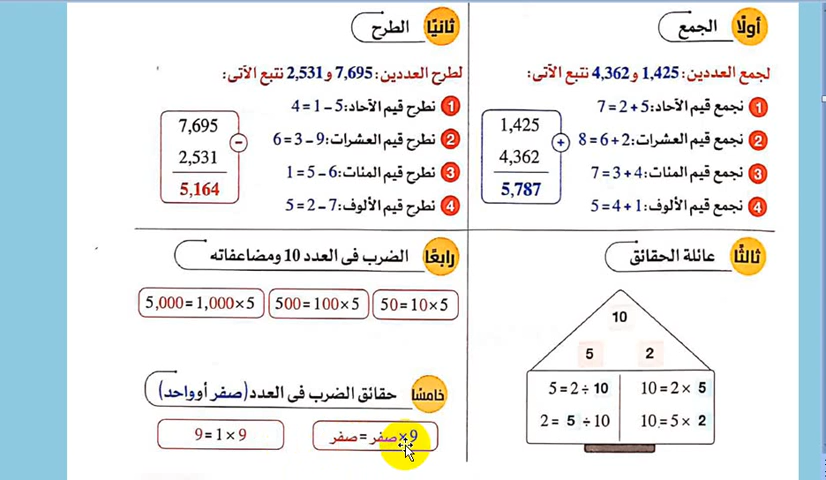 أولًا الجمع
لجمع العددين: 1,425 و 4,362 نتبع الآتى:
1 نجمع قيم الآحاد: 5+2=7
2 نجمع قيم العشرات: 2+6=8
3 نجمع قيم المئات: 4+3=7
4 نجمع قيم الألوف: 1+4=5
1,425
+
4,362
5,787
ثانيًا الطرح
لطرح العددين: 7,695 و 2,531 نتبع الآتى:
1 نطرح قيم الآحاد: 5–1=4
2 نطرح قيم العشرات: 9–3=6
3 نطرح قيم المئات: 6–5=1
4 نطرح قيم الألوف: 7–2=5
7,695
–
2,531
5,164
ثالثًا عائلة الحقائق
10
5 2
5 ×2=10
2 ×5=10
10 ÷2=5
10÷ 5 =2
رابعًا الضرب فى العدد 10 ومضاعفاته
5×10=50
5×100=500
5×1,000=5,000
خامسًا حقائق الضرب فى العدد (صفر أو واحد)
9×صفر=صفر
9×1=9